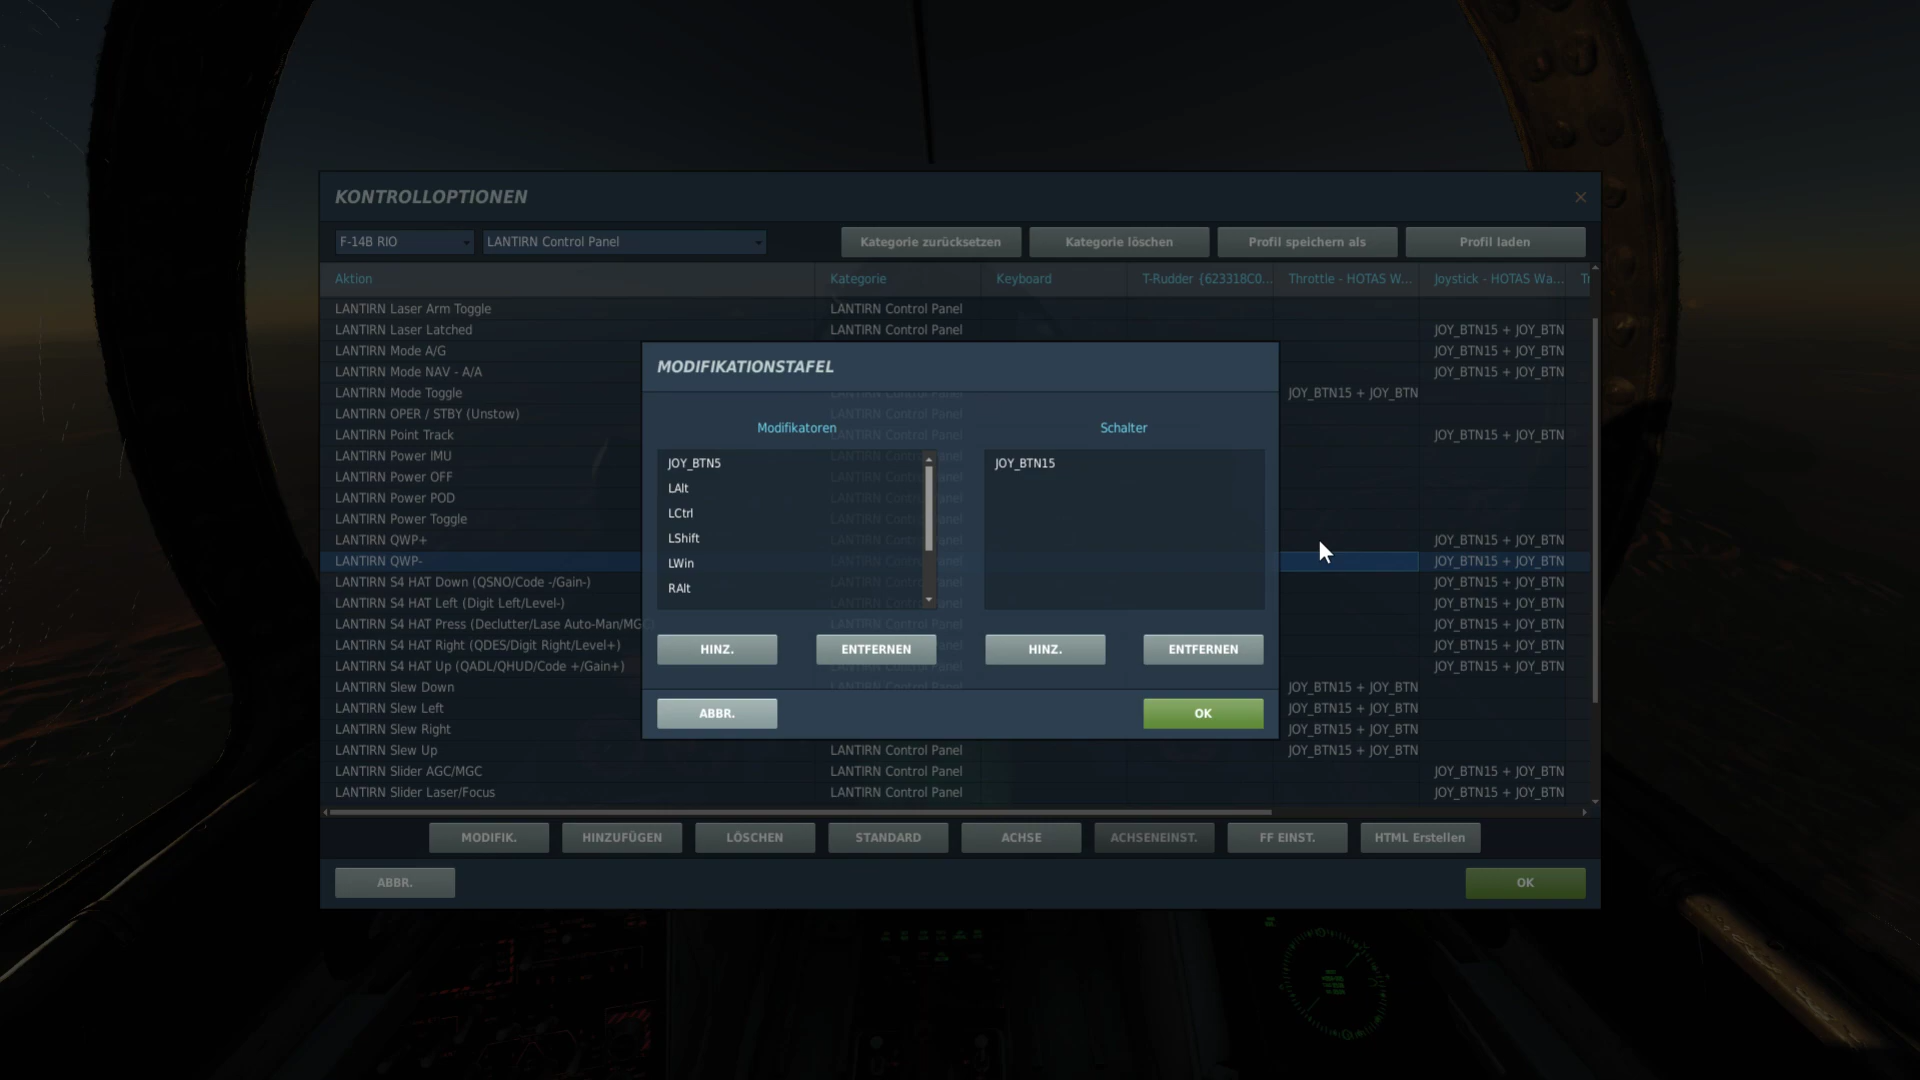 KONTROLLOPTIONEN
F-14B RIO LANTIRN Control Panel Kategorie zurücksetzen Kategorie löschen Profil speichern als Profil laden
Aktion Kategorie Keyboard T-Rudder {623318C0... Throttle - HOTAS W... Joystick - HOTAS Wa...
LANTIRN Laser Arm Toggle LANTIRN Control Panel
LANTIRN Laser Latched LANTIRN Control Panel JOY_BTN15 + JOY_BTN
LANTIRN Mode A/G JOY_BTN15 + JOY_BTN
LANTIRN Mode NAV - A/A JOY_BTN15 + JOY_BTN
LANTIRN Mode Toggle JOY_BTN15 + JOY_BTN
LANTIRN OPER / STBY (Unstow)
LANTIRN Point Track JOY_BTN15 + JOY_BTN
LANTIRN Power IMU
LANTIRN Power OFF
LANTIRN Power POD
LANTIRN Power Toggle
LANTIRN QWP+ JOY_BTN15 + JOY_BTN
LANTIRN QWP- JOY_BTN15 + JOY_BTN
LANTIRN S4 HAT Down (QSNO/Code -/Gain-) JOY_BTN15 + JOY_BTN
LANTIRN S4 HAT Left (Digit Left/Level-) JOY_BTN15 + JOY_BTN
LANTIRN S4 HAT Press (Declutter/Lase Auto-Man/MGC JOY_BTN15 + JOY_BTN
LANTIRN S4 HAT Right (QDES/Digit Right/Level+) JOY_BTN15 + JOY_BTN
LANTIRN S4 HAT Up (QADL/QHUD/Code +/Gain+) JOY_BTN15 + JOY_BTN
LANTIRN Slew Down JOY_BTN15 + JOY_BTN
LANTIRN Slew Left JOY_BTN15 + JOY_BTN
LANTIRN Slew Right JOY_BTN15 + JOY_BTN
LANTIRN Slew Up LANTIRN Control Panel JOY_BTN15 + JOY_BTN
LANTIRN Slider AGC/MGC LANTIRN Control Panel JOY_BTN15 + JOY_BTN
LANTIRN Slider Laser/Focus LANTIRN Control Panel JOY_BTN15 + JOY_BTN
MODIFIKATIONSTAFEL
Modifikatoren Schalter
JOY_BTN5 JOY_BTN15
LAlt
LCtrl
LShift
LWin
RAlt
HINZ. ENTFERNEN HINZ. ENTFERNEN
ABBR. OK
MODIFIK. HINZUFÜGEN LÖSCHEN STANDARD ACHSE ACHSENEINST. FF EINST. HTML Erstellen
ABBR. OK